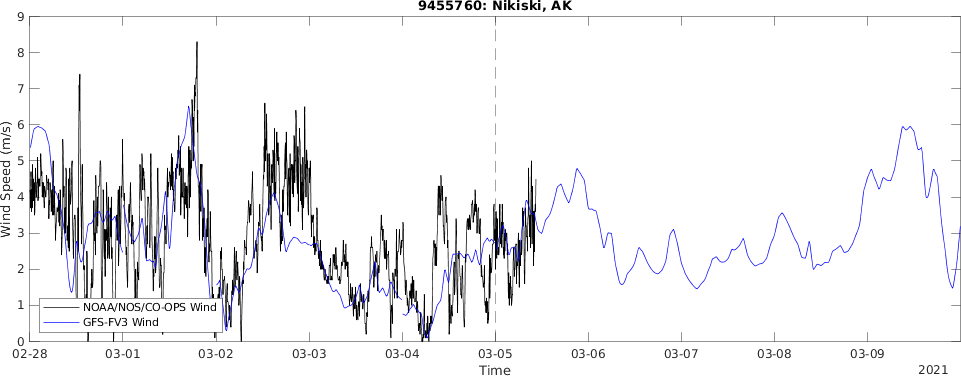 9455760: Nikiski, AK
9
8
7
6
5
4
3
2
1
0
Wind Speed (m/s)
NOAA/NOS/CO-OPS Wind
GFS-FV3 Wind
02-28 03-01 03-02 03-03 03-04 03-05 03-06 03-07 03-08 03-09
Time
2021